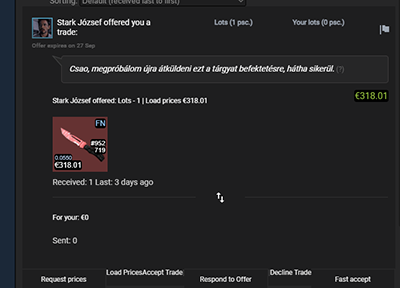 Sorting: Default (received last to first)
Stark József offered you a trade:
Lots (1 psc.)
Your lots (0 psc.)
Offer expires on 27 Sep
Csao, megpróbálom újra átküldeni ezt a tárgyat befektetésre, hátha sikerül. (?)
Stark József offered: Lots - 1 | Load prices €318.01
€318.01
FN
#952
0.0550
719
€318.01
Received: 1 Last: 3 days ago
For your: €0
Sent: 0
Request prices
Load PricesAccept Trade
Respond to Offer
Decline Trade
Fast accept